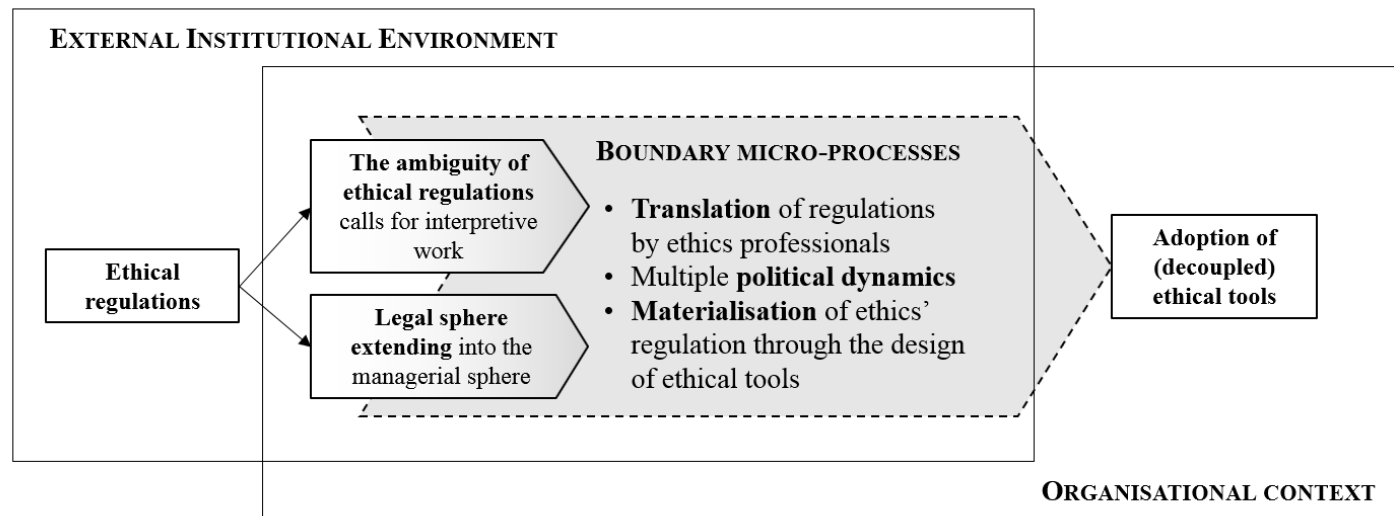 EXTERNAL INSTITUTIONAL ENVIRONMENT
Ethical
regulations
The ambiguity of
ethical regulations
calls for interpretive
work
Legal sphere
extending into the
managerial sphere
BOUNDARY MICRO-PROCESSES
• Translation of regulations
by ethics professionals
• Multiple political dynamics
• Materialisation of ethics’
regulation through the design
of ethical tools
Adoption of
(decoupled)
ethical tools
ORGANISATIONAL CONTEXT